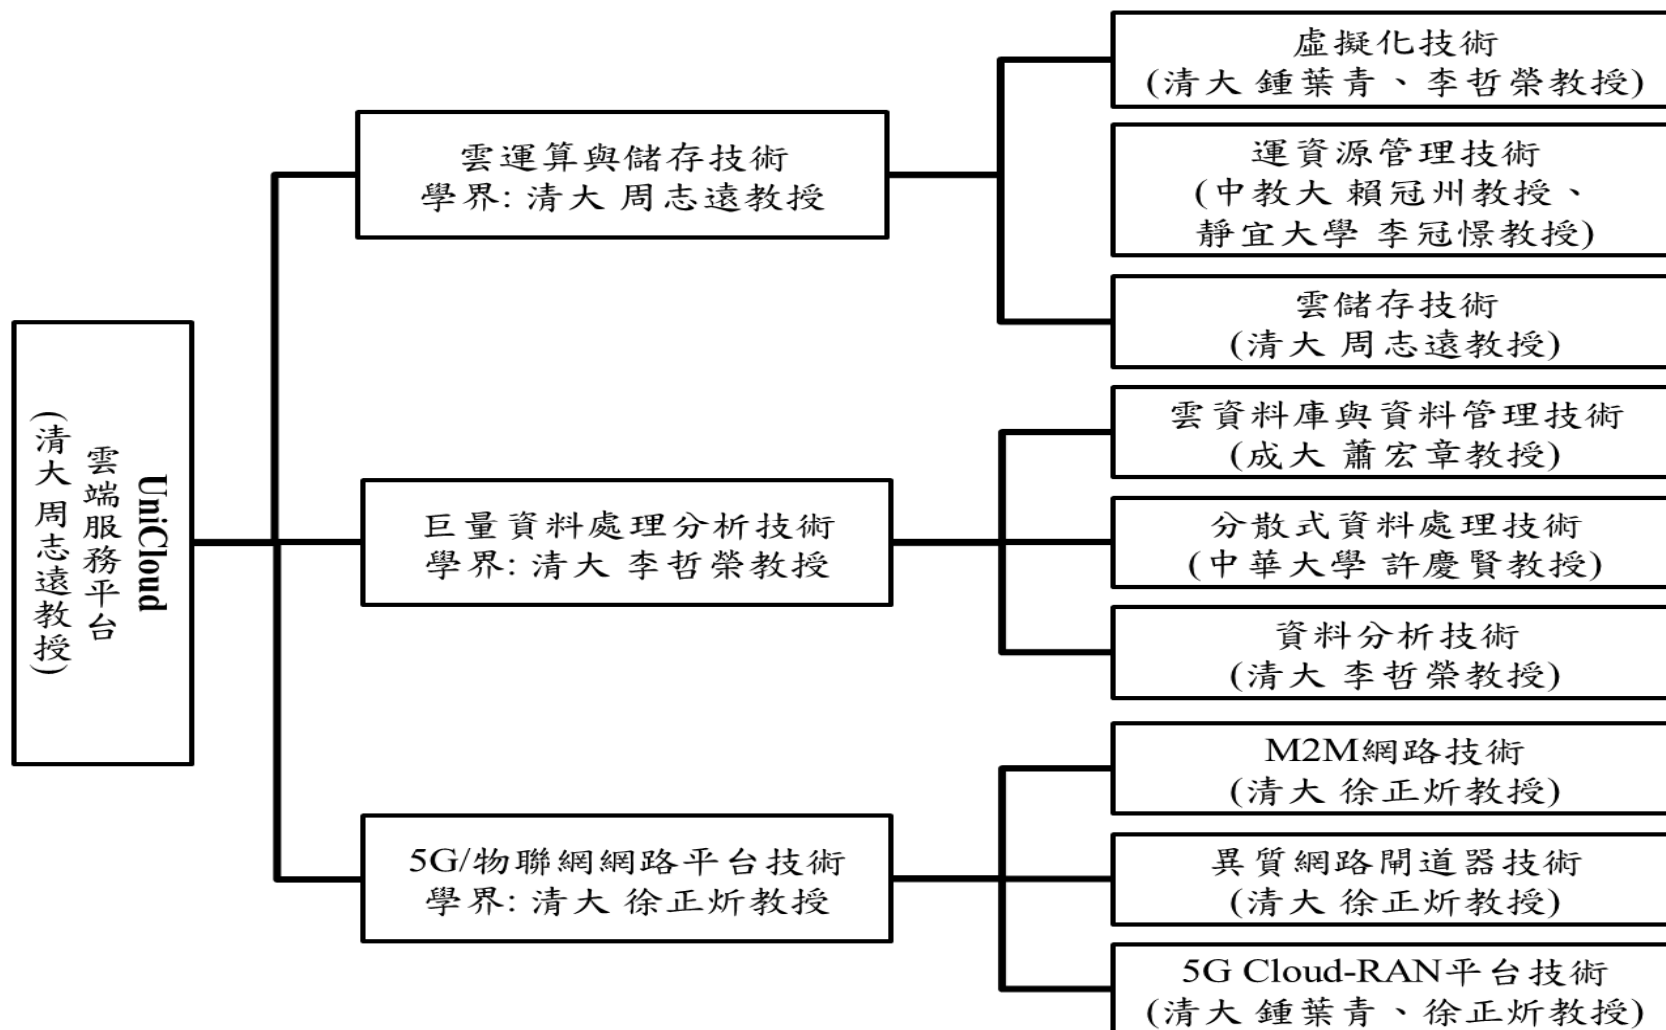 UniCloud
雲端服務平台
(清大 周志遠教授)
雲運算與儲存技術
學界: 清大 周志遠教授
虛擬化技術
(清大 鍾葉青、李哲榮教授)
運資源管理技術
(中教大 賴冠州教授、
靜宜大學 李冠憬教授)
雲儲存技術
(清大 周志遠教授)
巨量資料處理分析技術
學界: 清大 李哲榮教授
雲資料庫與資料管理技術
(成大 蕭宏章教授)
分散式資料處理技術
(中華大學 許慶賢教授)
資料分析技術
(清大 李哲榮教授)
5G/物聯網網路平台技術
學界: 清大 徐正炘教授
M2M網路技術
(清大 徐正炘教授)
異質網路閘道器技術
(清大 徐正炘教授)
5G Cloud-RAN平台技術
(清大 鍾葉青、徐正炘教授)